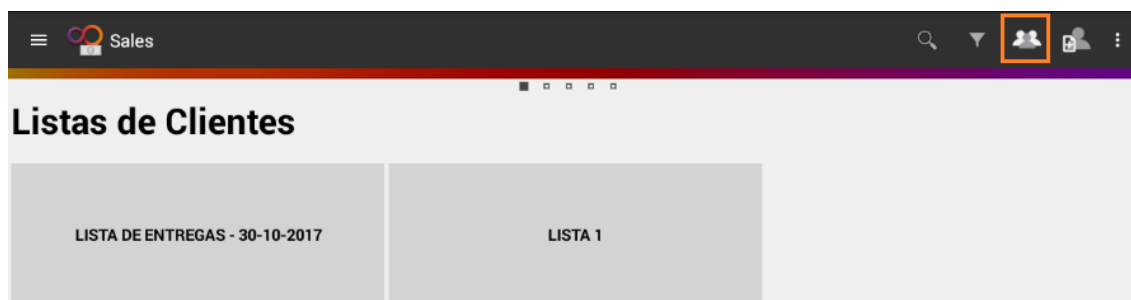 Sales
Listas de Clientes
LISTA DE ENTREGAS - 30-10-2017
LISTA 1